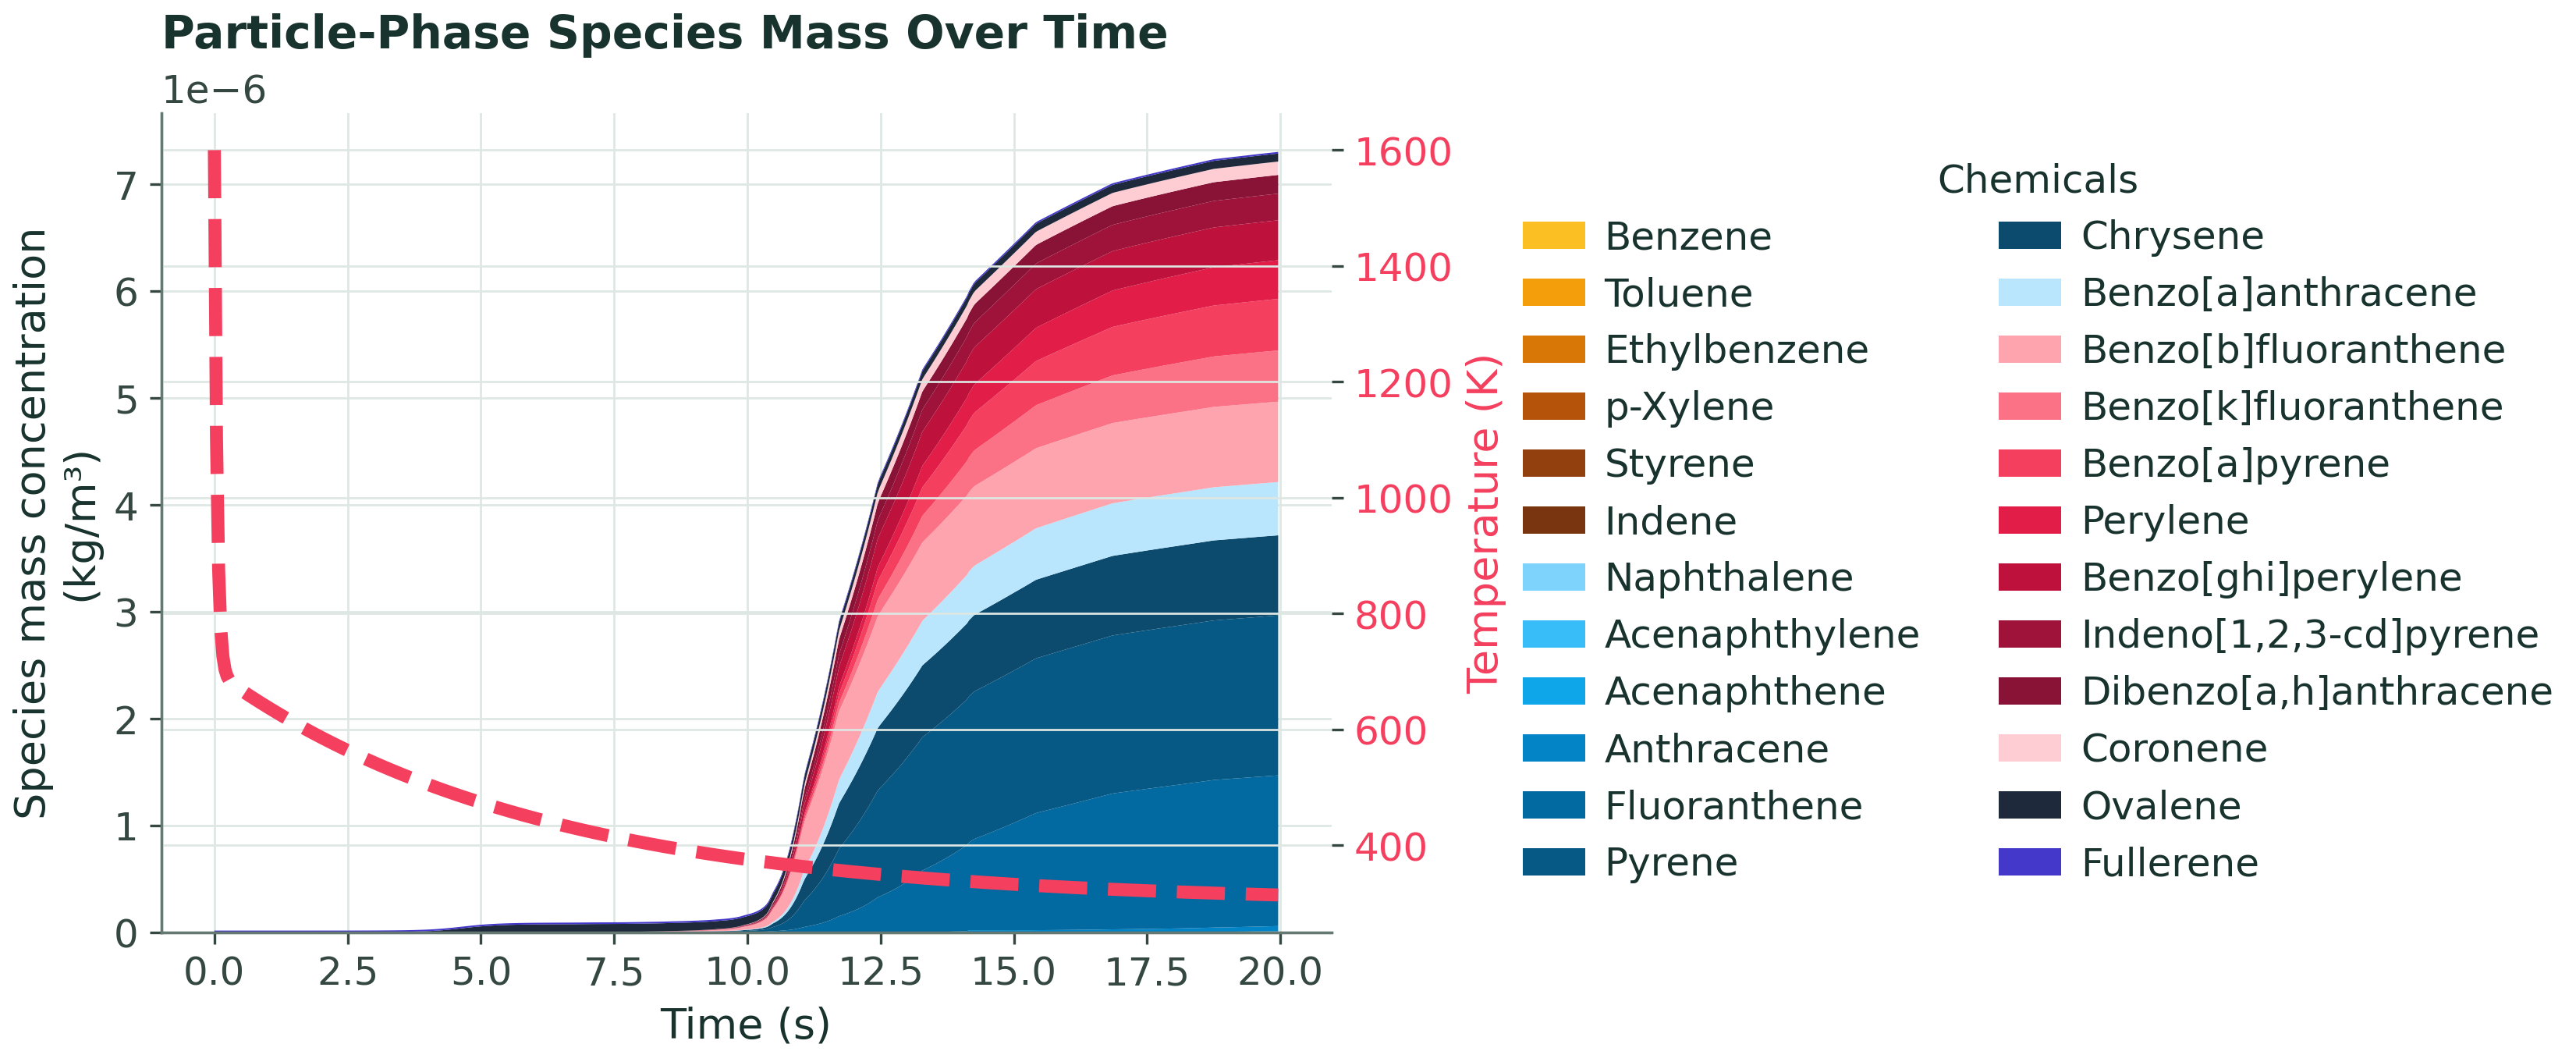 Particle-Phase Species Mass Over Time
1e−6
7
6
5
4
3
2
1
0
Species mass concentration
(kg/m³)
0.0 2.5 5.0 7.5 10.0 12.5 15.0 17.5 20.0
Time (s)
1600
1400
1200
1000
800
600
400
Temperature (K)
Chemicals
Benzene
Toluene
Ethylbenzene
p-Xylene
Styrene
Indene
Naphthalene
Acenaphthylene
Acenaphthene
Anthracene
Fluoranthene
Pyrene
Chrysene
Benzo[a]anthracene
Benzo[b]fluoranthene
Benzo[k]fluoranthene
Benzo[a]pyrene
Perylene
Benzo[ghi]perylene
Indeno[1,2,3-cd]pyrene
Dibenzo[a,h]anthracene
Coronene
Ovalene
Fullerene